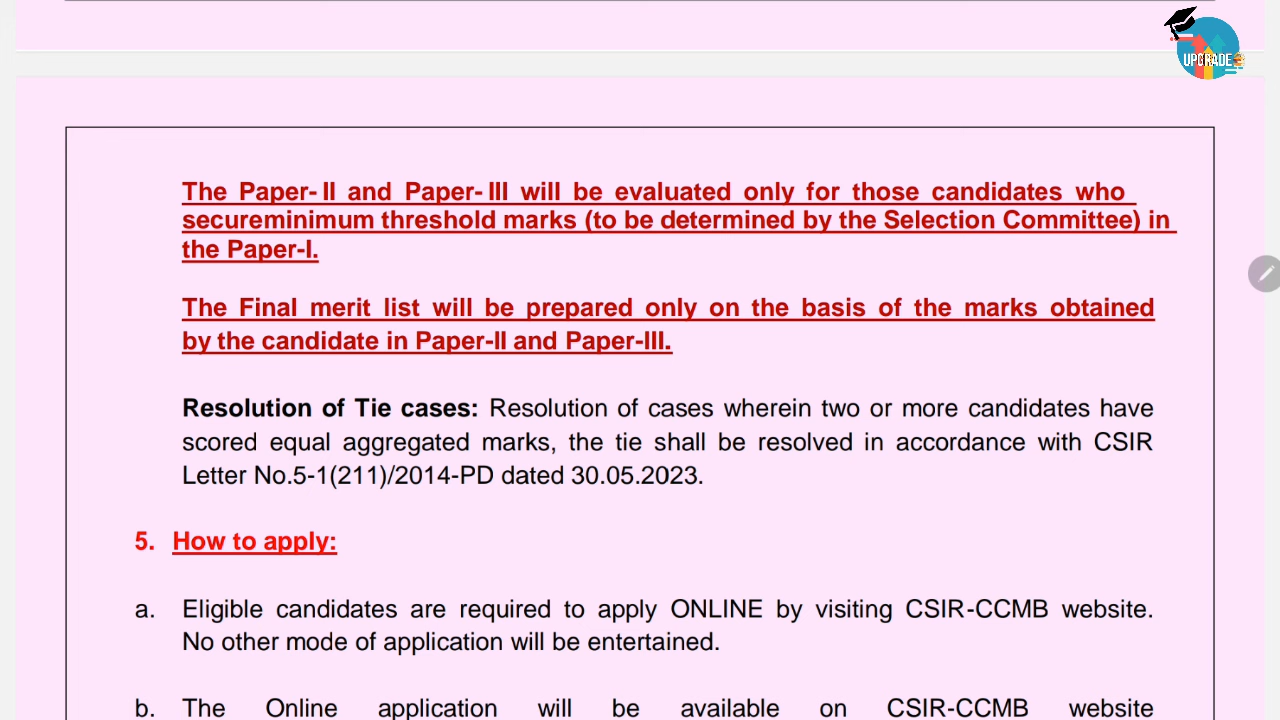 UPGRADE
The Paper- II and Paper- III will be evaluated only for those candidates who
secureminimum threshold marks (to be determined by the Selection Committee) in
the Paper-I.
The Final merit list will be prepared only on the basis of the marks obtained
by the candidate in Paper-II and Paper-III.
Resolution of Tie cases: Resolution of cases wherein two or more candidates have
scored equal aggregated marks, the tie shall be resolved in accordance with CSIR
Letter No.5-1(211)/2014-PD dated 30.05.2023.
5. How to apply:
a. Eligible candidates are required to apply ONLINE by visiting CSIR-CCMB website.
No other mode of application will be entertained.
b. The Online application will be available on CSIR-CCMB website